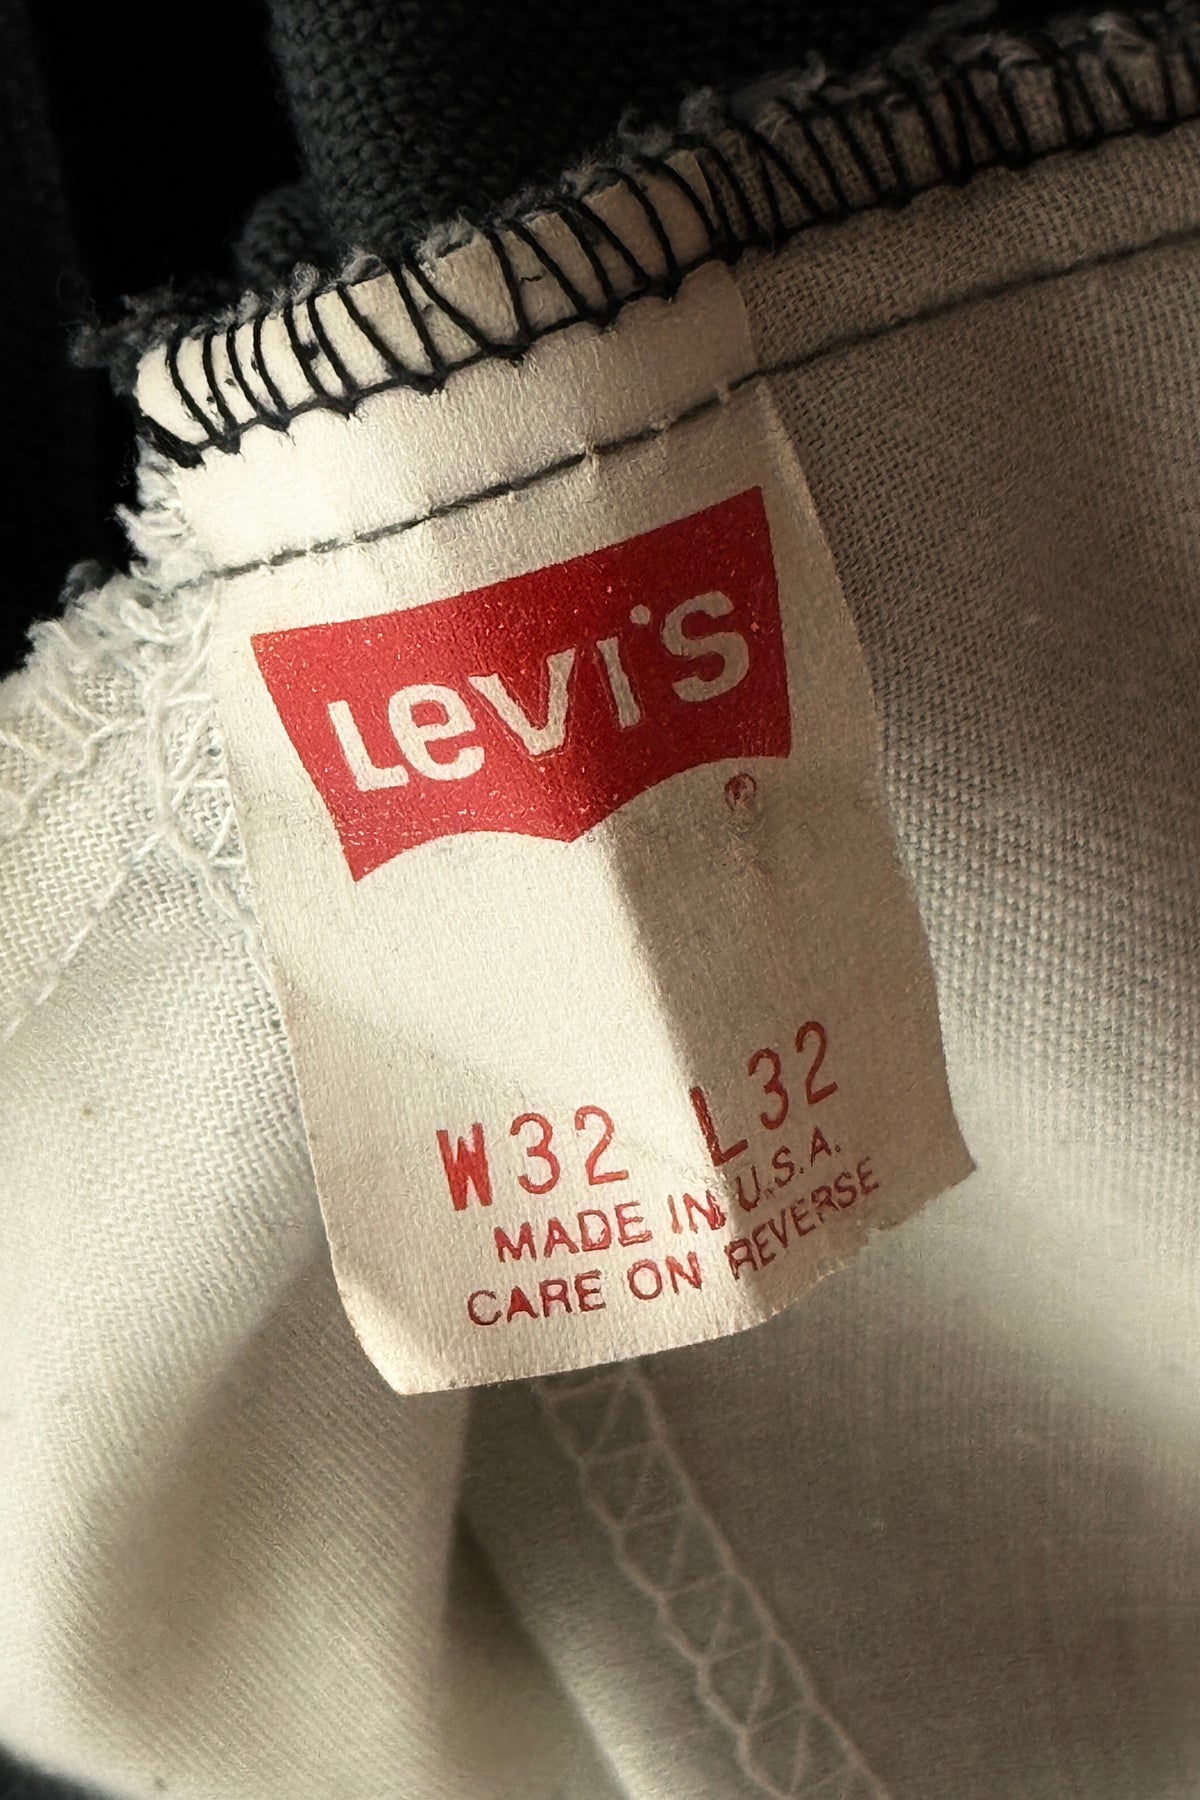 Levi's
®
W32 L32
MADE IN U.S.A.
CARE ON REVERSE